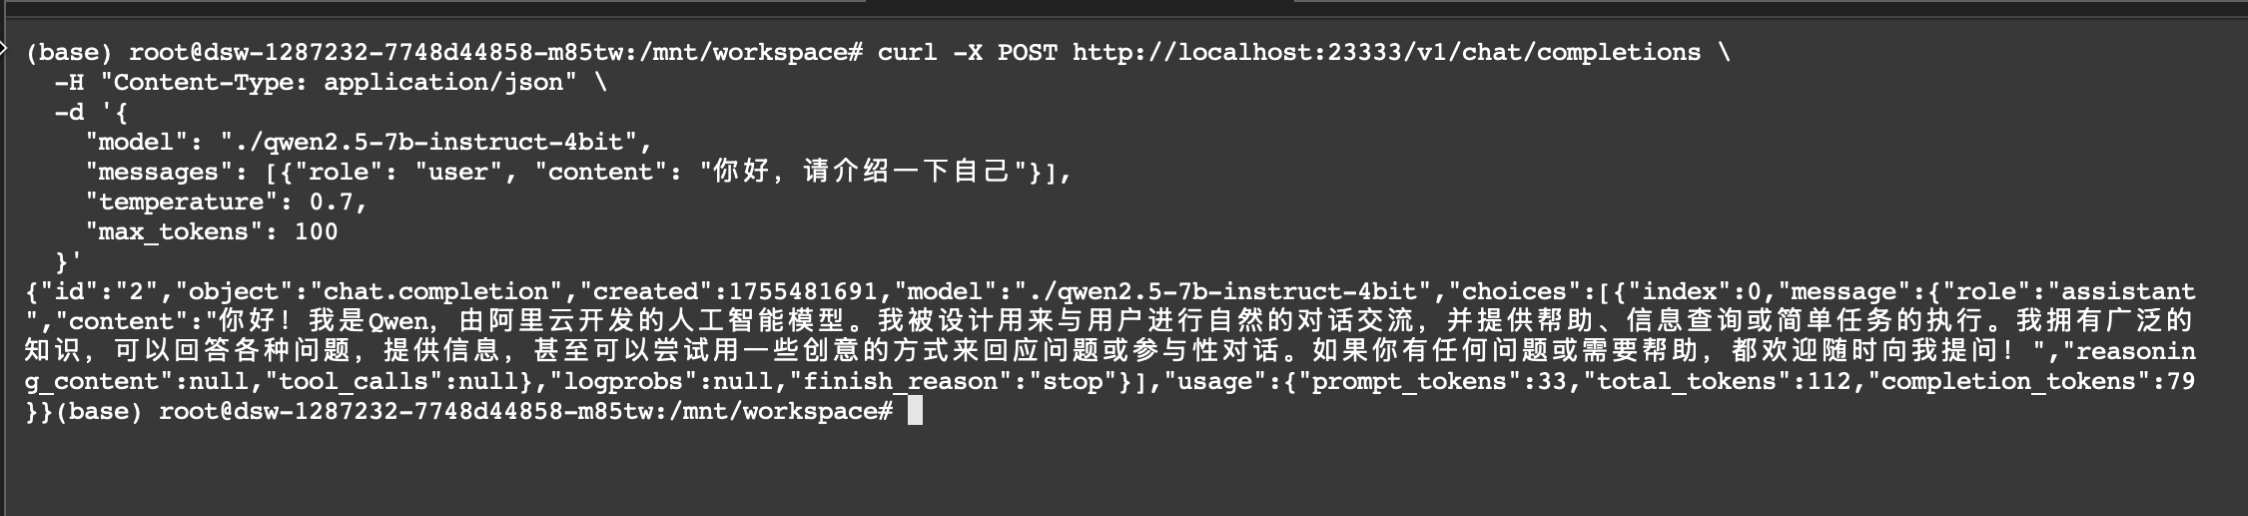 (base) root@dsw-1287232-7748d44858-m85tw:/mnt/workspace# curl -X POST http://localhost:23333/v1/chat/completions \
  -H "Content-Type: application/json" \
  -d '{
    "model": "./qwen2.5-7b-instruct-4bit",
    "messages": [{"role": "user", "content": "你好，请介绍一下自己"}],
    "temperature": 0.7,
    "max_tokens": 100
  }'
{"id":"2","object":"chat.completion","created":1755481691,"model":"./qwen2.5-7b-instruct-4bit","choices":[{"index":0,"message":{"role":"assistant
","content":"你好！我是Qwen，由阿里云开发的人工智能模型。我被设计用来与用户进行自然的对话交流，并提供帮助、信息查询或简单任务的执行。我拥有广泛的
知识，可以回答各种问题，提供信息，甚至可以尝试用一些创意的方式来回应问题或参与性对话。如果你有任何问题或需要帮助，都欢迎随时向我提问！","reasonin
g_content":null,"tool_calls":null},"logprobs":null,"finish_reason":"stop"}],"usage":{"prompt_tokens":33,"total_tokens":112,"completion_tokens":79
}}(base) root@dsw-1287232-7748d44858-m85tw:/mnt/workspace#